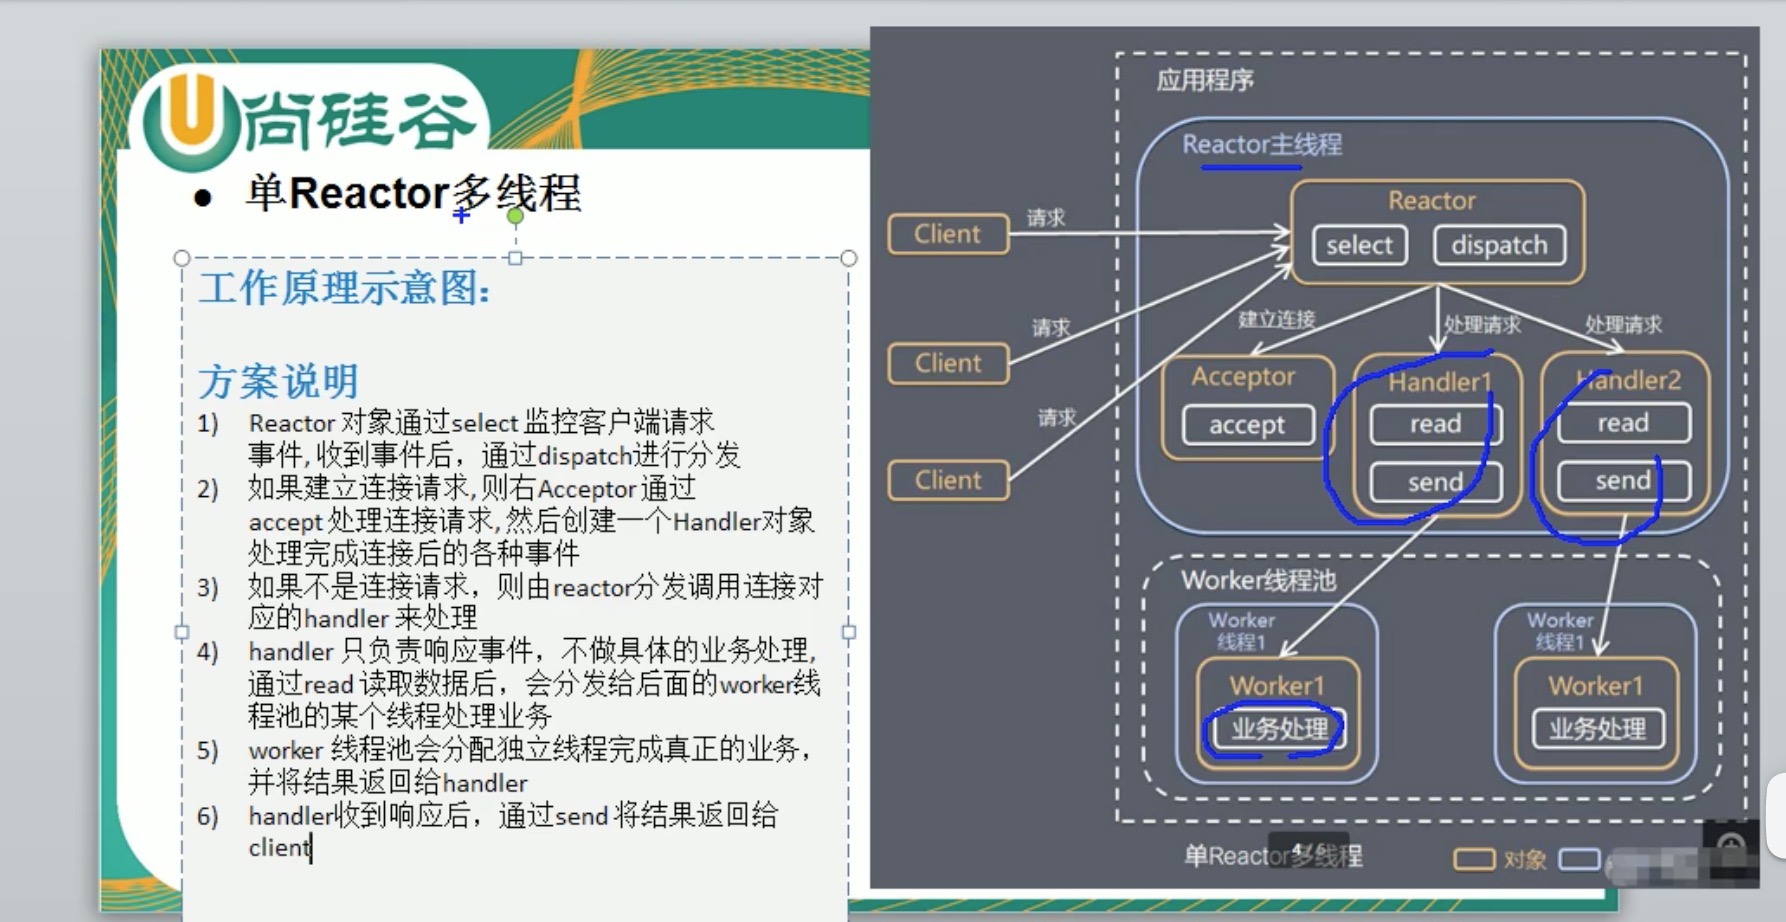 尚硅谷
单Reactor多线程
工作原理示意图:
方案说明
1) Reactor 对象通过select 监控客户端请求
事件, 收到事件后，通过dispatch进行分发
2) 如果建立连接请求, 则右Acceptor 通过
accept 处理连接请求, 然后创建一个Handler对象
处理完成连接后的各种事件
3) 如果不是连接请求，则由reactor分发调用连接对
应的handler 来处理
4) handler 只负责响应事件，不做具体的业务处理,
通过read 读取数据后，会分发给后面的worker线
程池的某个线程处理业务
5) worker 线程池会分配独立线程完成真正的业务，
并将结果返回给handler
6) handler收到响应后，通过send 将结果返回给
client
应用程序
Reactor主线程
Reactor
select dispatch
Client 请求
Client 请求
Client 请求
建立连接 处理请求 处理请求
Acceptor Handler1 Handler2
accept read read
send send
Worker线程池
Worker Worker
线程1 线程1
Worker1 Worker1
业务处理 业务处理
单Reactor多线程
4/6
对象